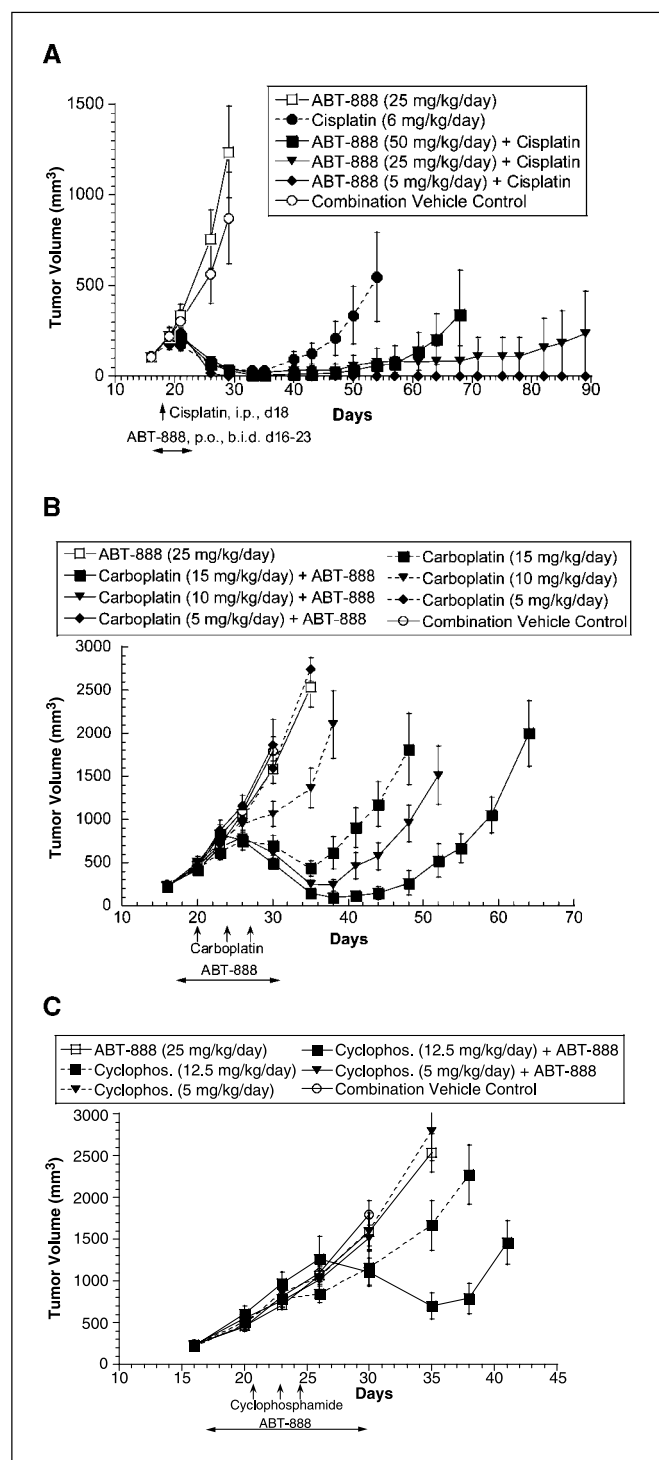 A
ABT-888 (25 mg/kg/day)
Cisplatin (6 mg/kg/day)
ABT-888 (50 mg/kg/day) + Cisplatin
ABT-888 (25 mg/kg/day) + Cisplatin
ABT-888 (5 mg/kg/day) + Cisplatin
Combination Vehicle Control
Tumor Volume (mm³)
1500
1000
500
0
10 20 30 40 50 60 70 80 90
Cisplatin, i.p., d18
Days
ABT-888, p.o., b.i.d. d16-23
B
ABT-888 (25 mg/kg/day)
Carboplatin (15 mg/kg/day) + ABT-888
Carboplatin (10 mg/kg/day) + ABT-888
Carboplatin (5 mg/kg/day) + ABT-888
Carboplatin (15 mg/kg/day)
Carboplatin (10 mg/kg/day)
Carboplatin (5 mg/kg/day)
Combination Vehicle Control
Tumor Volume (mm³)
3000
2500
2000
1500
1000
500
0
10 20 30 40 50 60 70
Carboplatin
Days
ABT-888
C
ABT-888 (25 mg/kg/day)
Cyclophos. (12.5 mg/kg/day)
Cyclophos. (5 mg/kg/day)
Cyclophos. (12.5 mg/kg/day) + ABT-888
Cyclophos. (5 mg/kg/day) + ABT-888
Combination Vehicle Control
Tumor Volume (mm³)
3000
2500
2000
1500
1000
500
0
10 15 20 25 30 35 40 45
Cyclophosphamide
Days
ABT-888